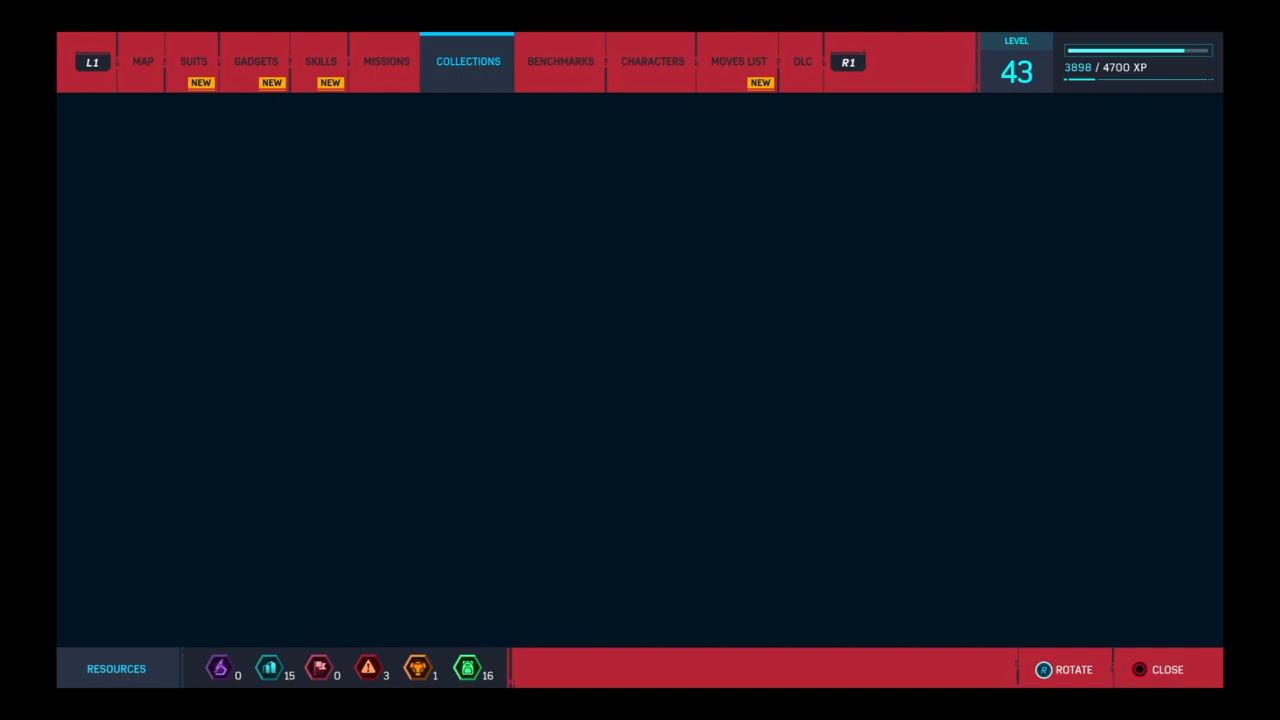 L1 MAP SUITS GADGETS SKILLS MISSIONS COLLECTIONS BENCHMARKS CHARACTERS MOVES LIST DLC R1
NEW NEW NEW NEW
LEVEL
43
3898 / 4700 XP
RESOURCES 0 15 0 3 1 16 R ROTATE CLOSE